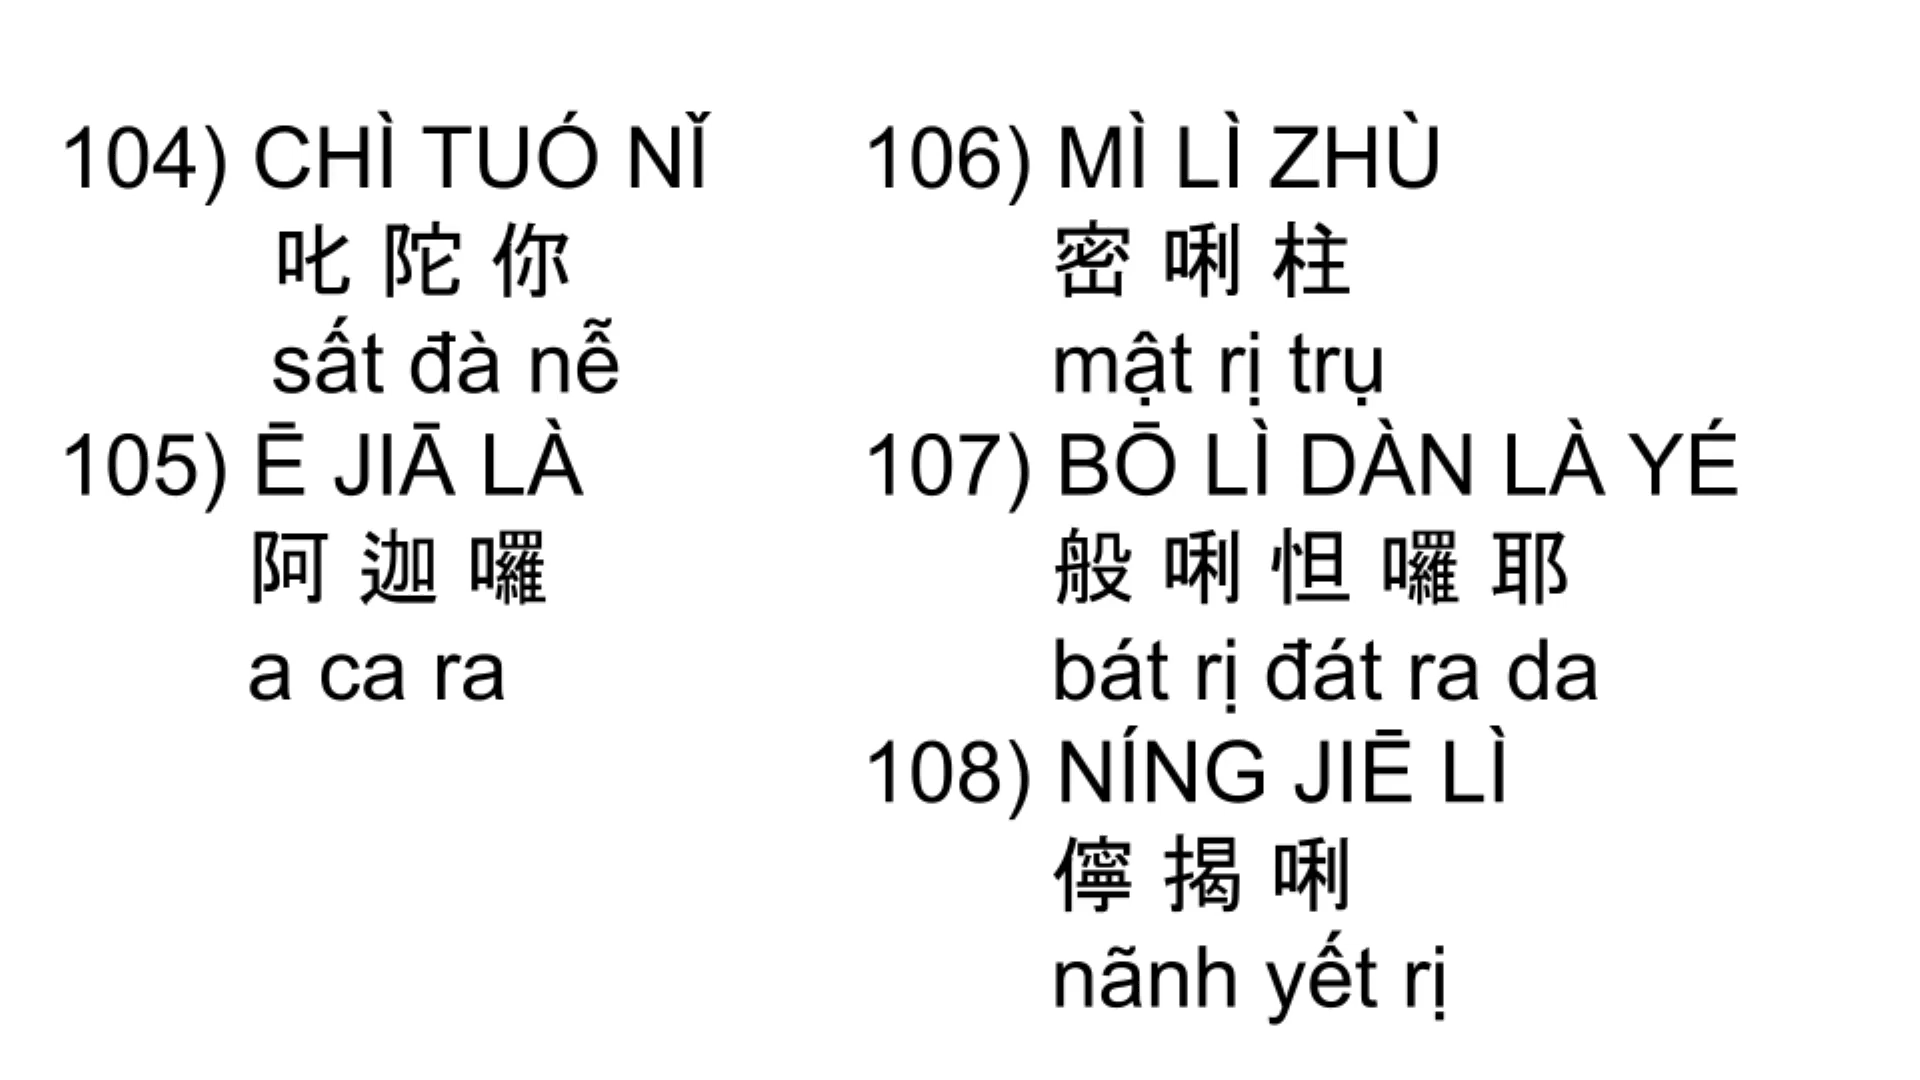 104) CHÌ TUÓ NǏ
叱 陀 你
sất đà nễ
105) Ē JIĀ LÀ
阿 迦 囉
a ca ra
106) MÌ LÌ ZHÙ
密 唎 柱
mật rị trụ
107) BŌ LÌ DÀN LÀ YÉ
般 唎 怛 囉 耶
bát rị đát ra da
108) NÍNG JIĒ LÌ
儜 揭 唎
nãnh yết rị